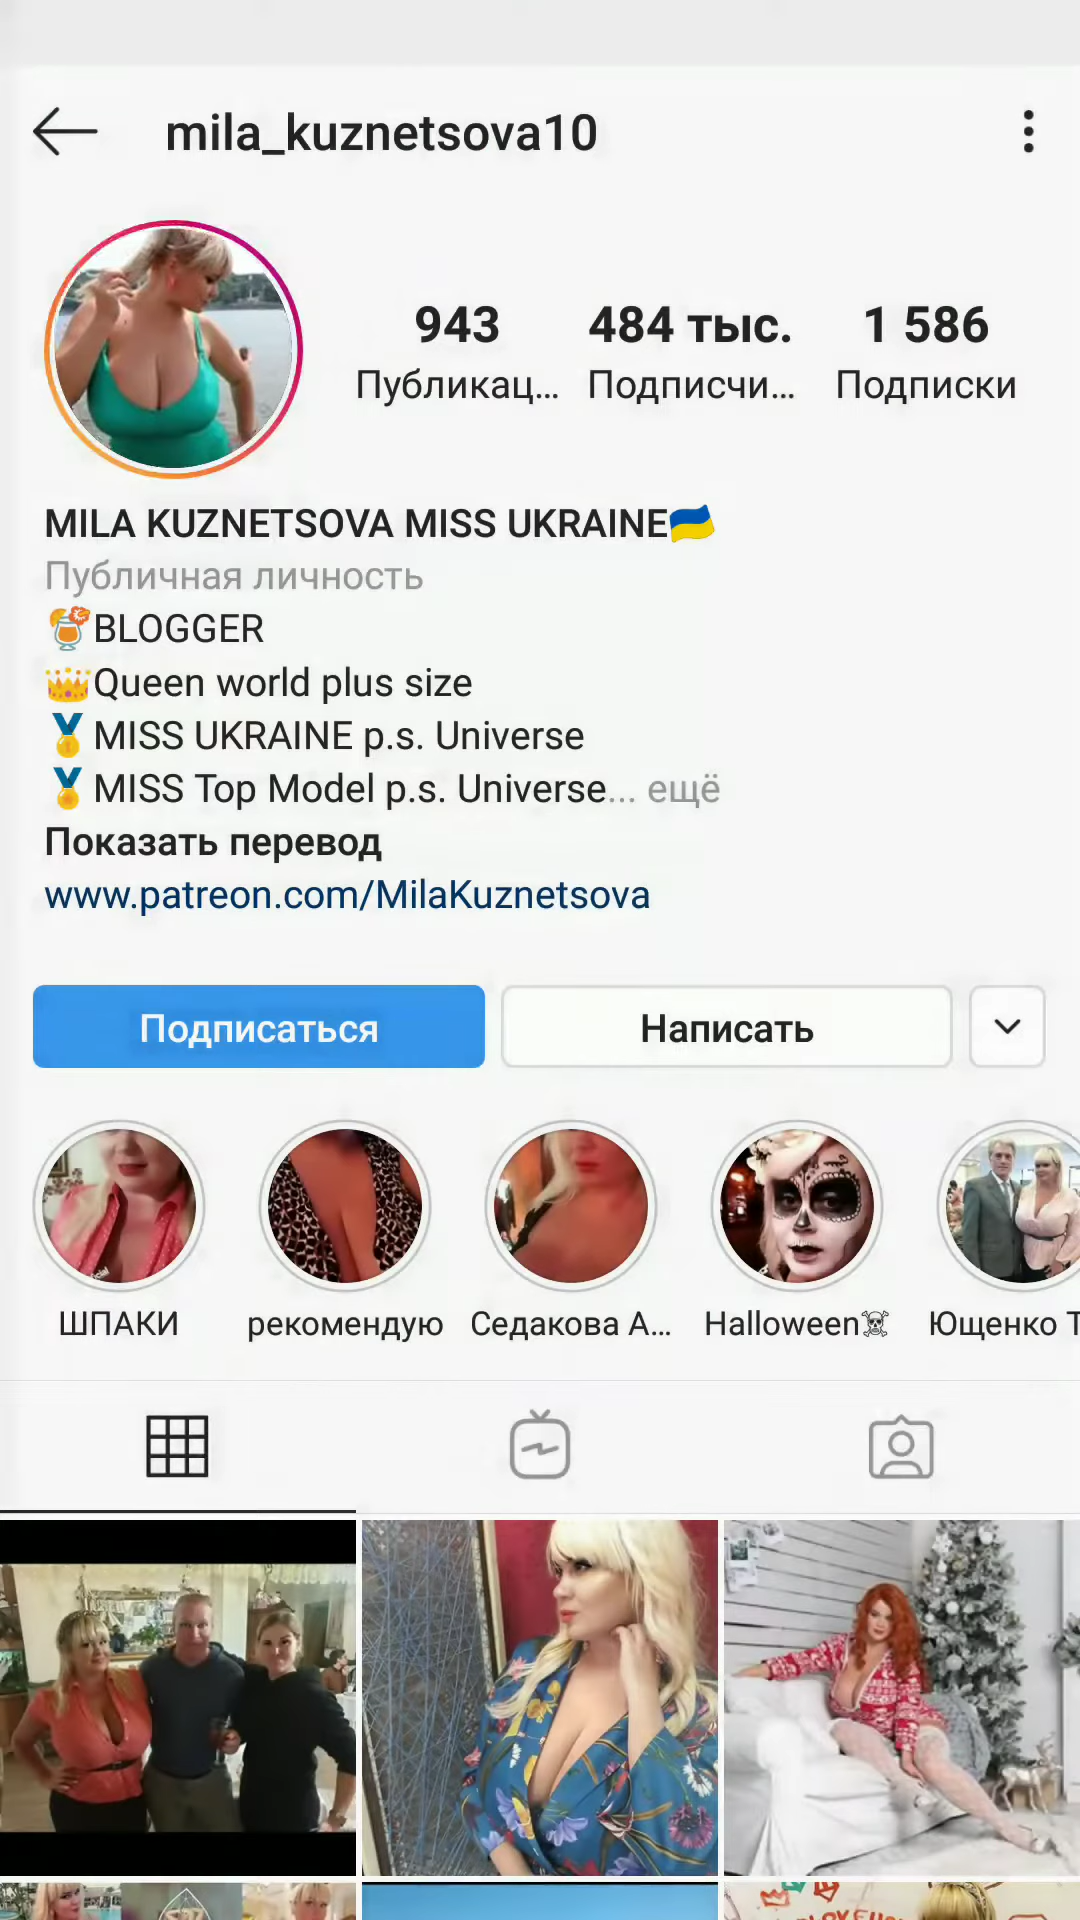 mila_kuznetsova10
943
484 тыс.
1 586
Публикац...
Подписчи...
Подписки
MILA KUZNETSOVA MISS UKRAINE🇺🇦
Публичная личность
🍹BLOGGER
👑Queen world plus size
🏅MISS UKRAINE p.s. Universe
🏅MISS Top Model p.s. Universe... ещё
Показать перевод
www.patreon.com/MilaKuznetsova
Подписаться
Написать
ШПАКИ
рекомендую
Седакова А...
Halloween☠
Ющенко